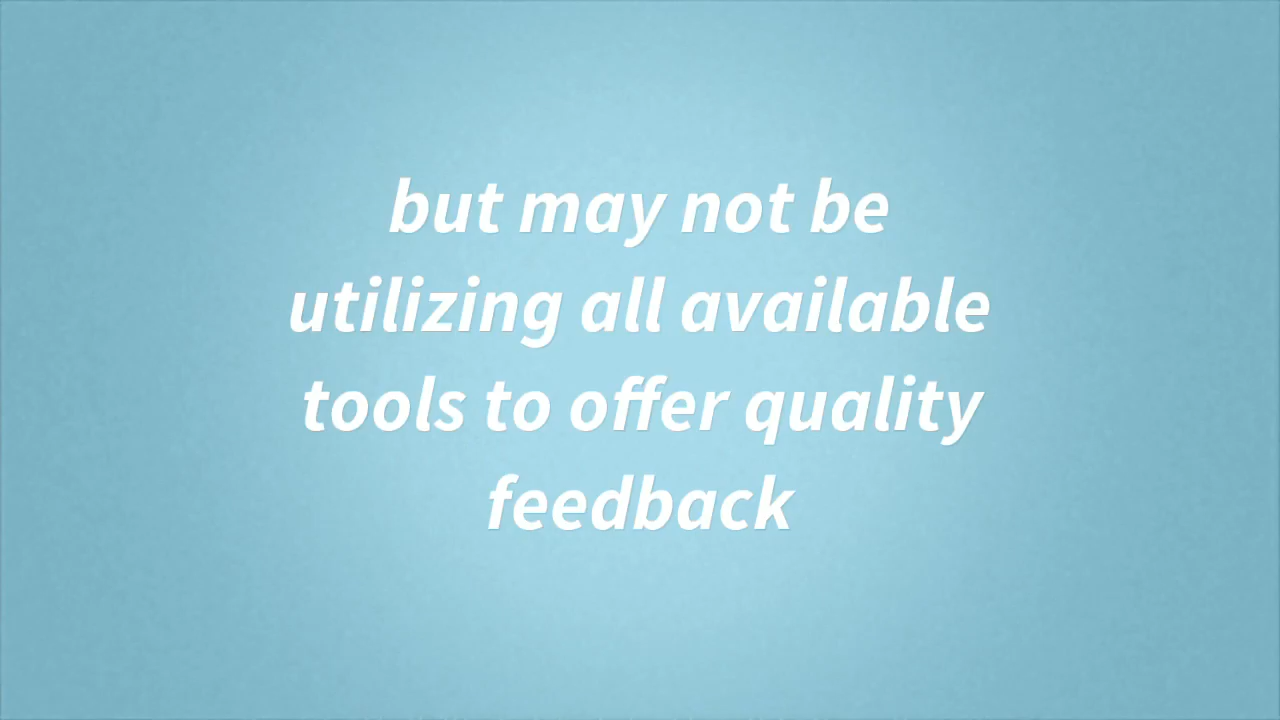 but may not be
utilizing all available
tools to offer quality
feedback